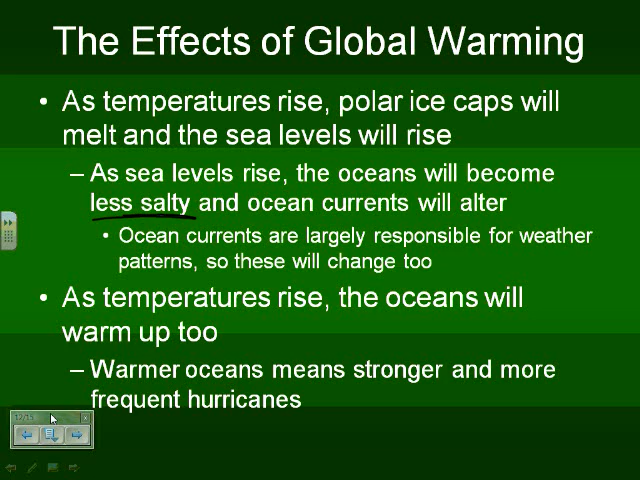 The Effects of Global Warming
• As temperatures rise, polar ice caps will
melt and the sea levels will rise
– As sea levels rise, the oceans will become
less salty and ocean currents will alter
• Ocean currents are largely responsible for weather
patterns, so these will change too
• As temperatures rise, the oceans will
warm up too
– Warmer oceans means stronger and more
frequent hurricanes